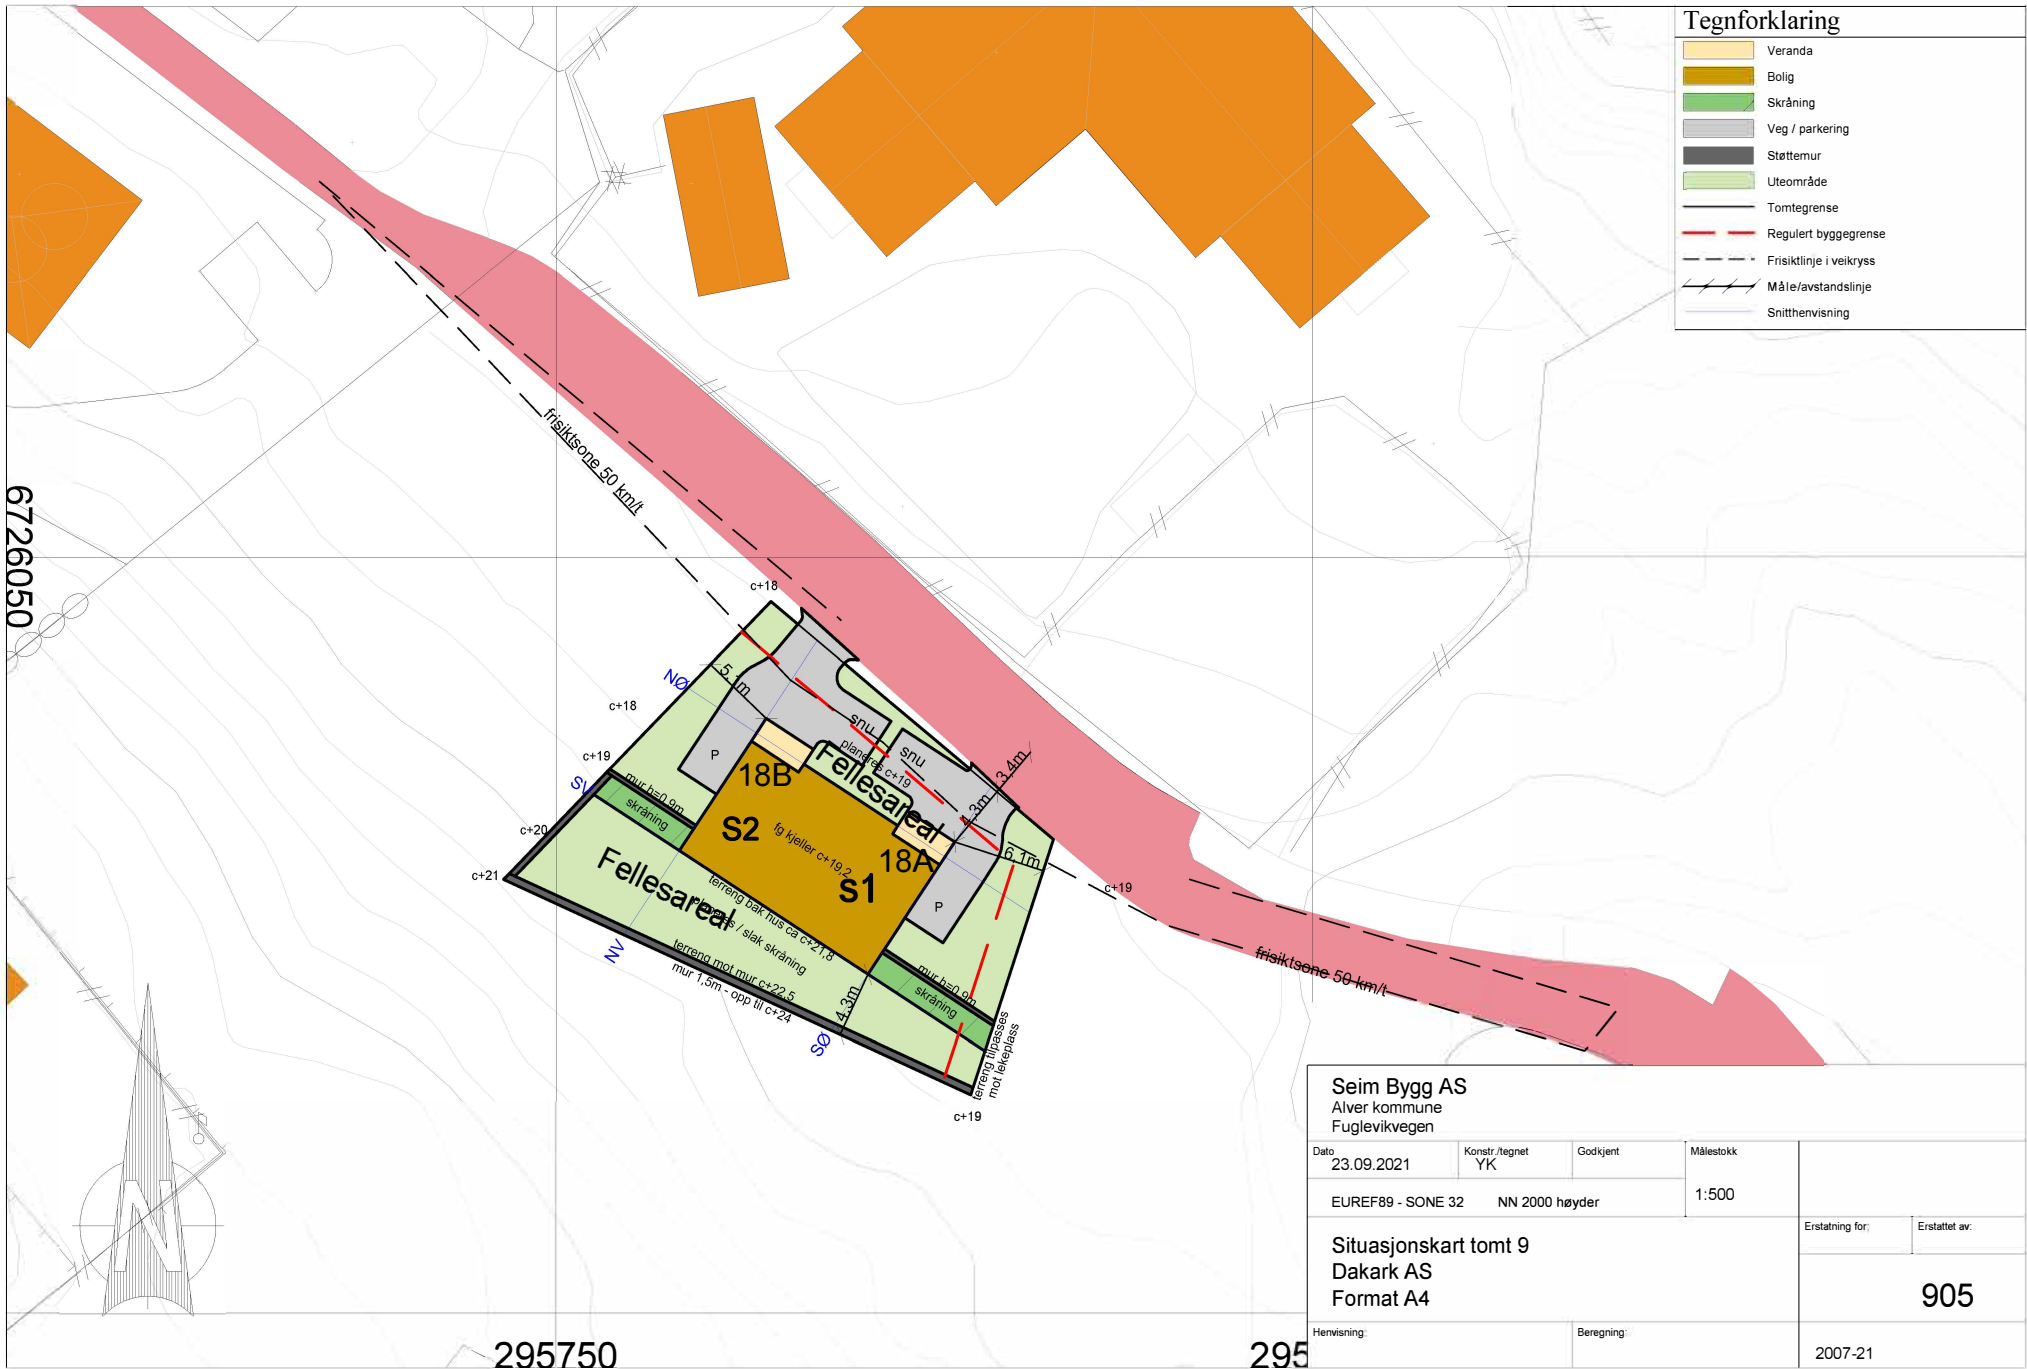 Tegnforklaring
Veranda
Bolig
Skråning
Veg / parkering
Støttemur
Uteområde
Tomtegrense
Regulert byggegrense
Frisiktlinje i veikryss
Måle/avstandslinje
Snitthenvisning
6726050
frisiktsone 50 km/t
c+18
NØ
5,1m
c+18
snu
snu
planeres c+19
3,4m
c+19
P
18B
Fellesareal
4,3m
SV
mur h=0,9m
skråning
S2
fg kjeller c+19,2
18A
6,1m
c+20
c+21
Fellesareal
S1
c+19
P
terreng bak hus ca c+21,8
/ slak skråning
NV
terreng mot mur c+22,5
mur 1,5m - opp til c+24
mur h=0,9m
skråning
4,3m
SØ
terreng tilpasses
mot lekeplass
c+19
frisiktsone 50 km/t
N
295750
295
Seim Bygg AS
Alver kommune
Fuglevikvegen
Dato
23.09.2021
Konstr./tegnet
YK
Godkjent
Målestokk
1:500
EUREF89 - SONE 32 NN 2000 høyder
Situasjonskart tomt 9
Dakark AS
Format A4
Erstatning for:
Erstattet av:
905
Henvisning:
Beregning:
2007-21